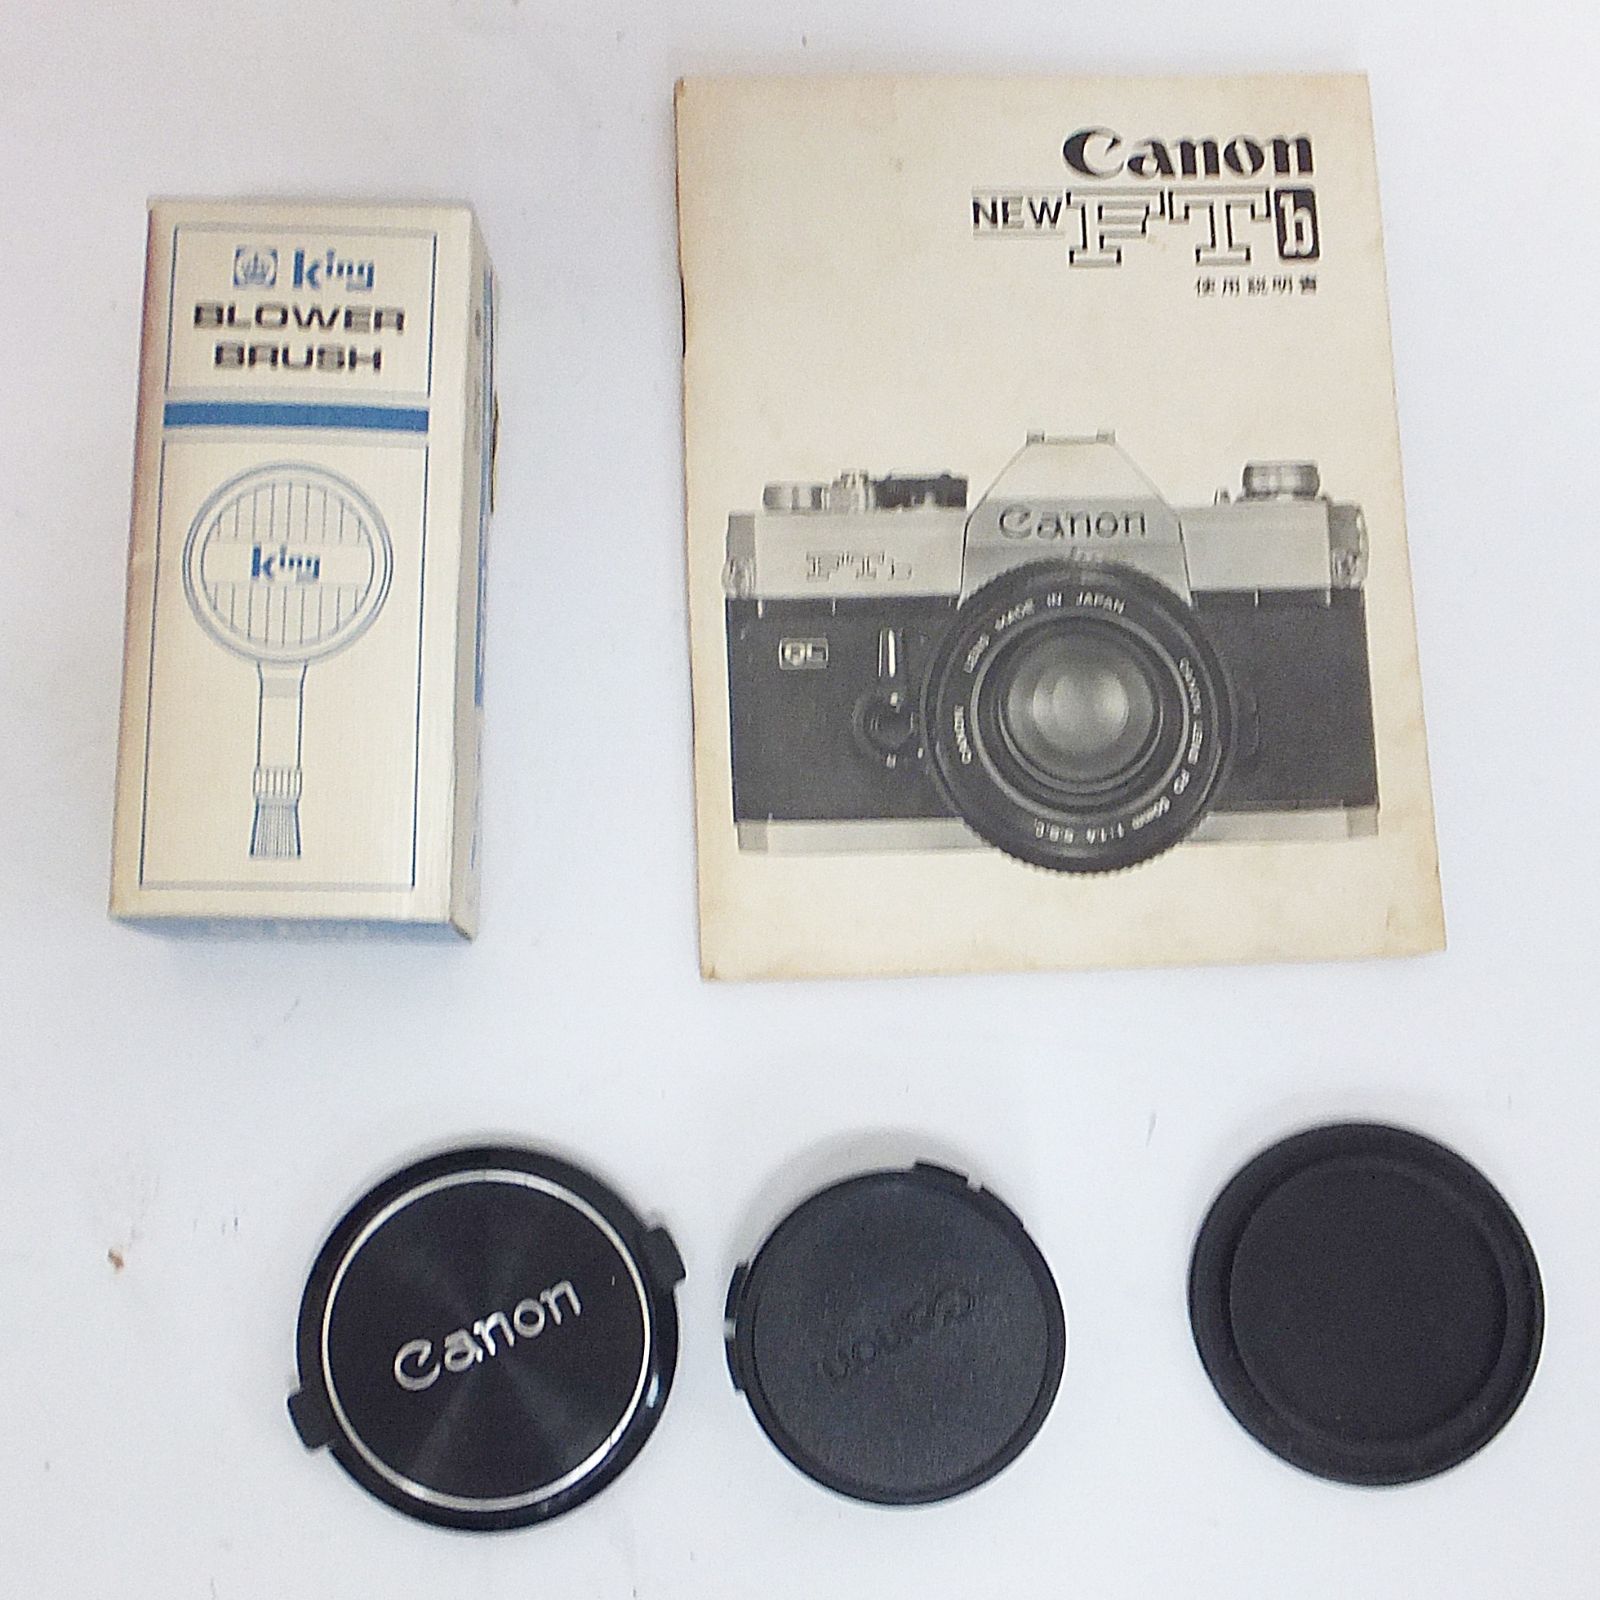 king
BLOWER
BRUSH
king
Canon
NEW FTb
使用説明書
Canon
FTb
QL
CANON LENS MADE IN JAPAN
CANON LENS FD 50mm 1:1.4 S.S.C.
Canon
Canon